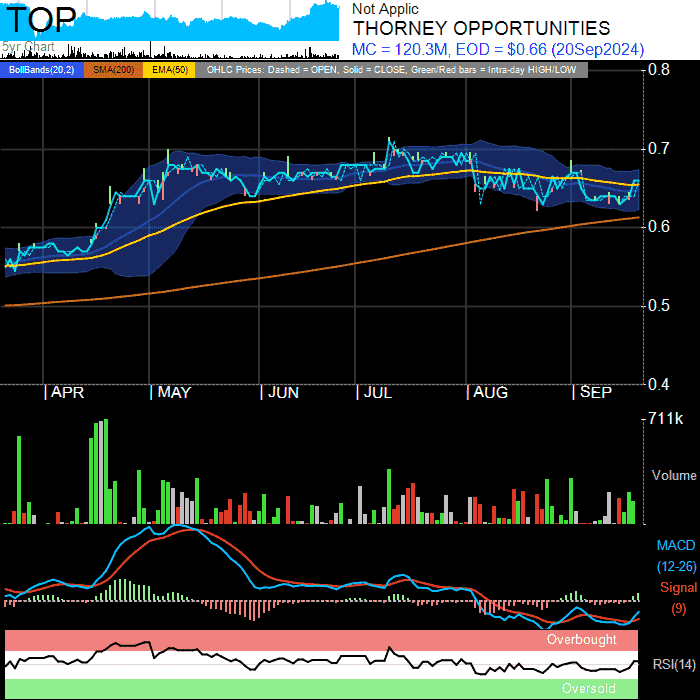 TOP
5yr Chart
Not Applic
THORNEY OPPORTUNITIES
MC = 120.3M, EOD = $0.66 (20Sep2024)
BollBands(20,2) SMA(200) EMA(50) OHLC Prices: Dashed = OPEN, Solid = CLOSE, Green/Red bars = Intra-day HIGH/LOW
0.8
0.7
0.6
0.5
0.4
APR MAY JUN JUL AUG SEP
711k
Volume
MACD
(12-26)
Signal
(9)
Overbought
RSI(14)
Oversold